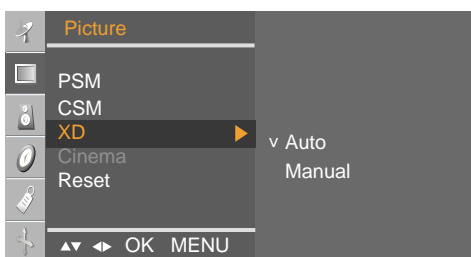 Picture
PSM
CSM
XD
Cinema
Reset
v Auto
Manual
▲▼ ◄► OK MENU